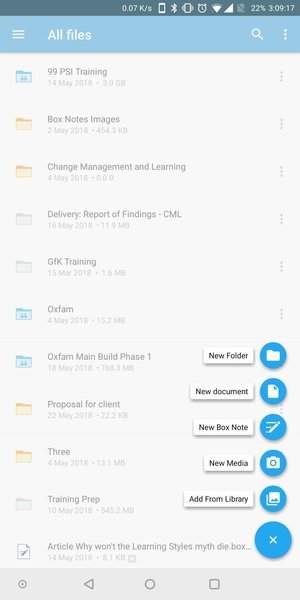 0.07 K/s 22% 3:09:17
All files
99 PSI Training
14 May 2018 • 3.0 GB
Box Notes Images
2 May 2018 • 454.3 KB
Change Management and Learning
4 May 2018 • 0.0 B
Delivery: Report of Findings - CML
16 May 2018 • 11.9 MB
GfK Training
15 Mar 2018 • 1.6 MB
Oxfam
4 May 2018 • 15.2 MB
Oxfam Main Build Phase 1
18 May 2018 • 768.3 MB
New Folder
Proposal for client
22 May 2018 • 22.2 KB
New document
New Box Note
Three
4 May 2018 • 13.1 MB
New Media
Training Prep
10 May 2018 • 545.2 MB
Add From Library
Article Why won't the Learning Styles myth die.box...
14 May 2018 • 8.1 KB